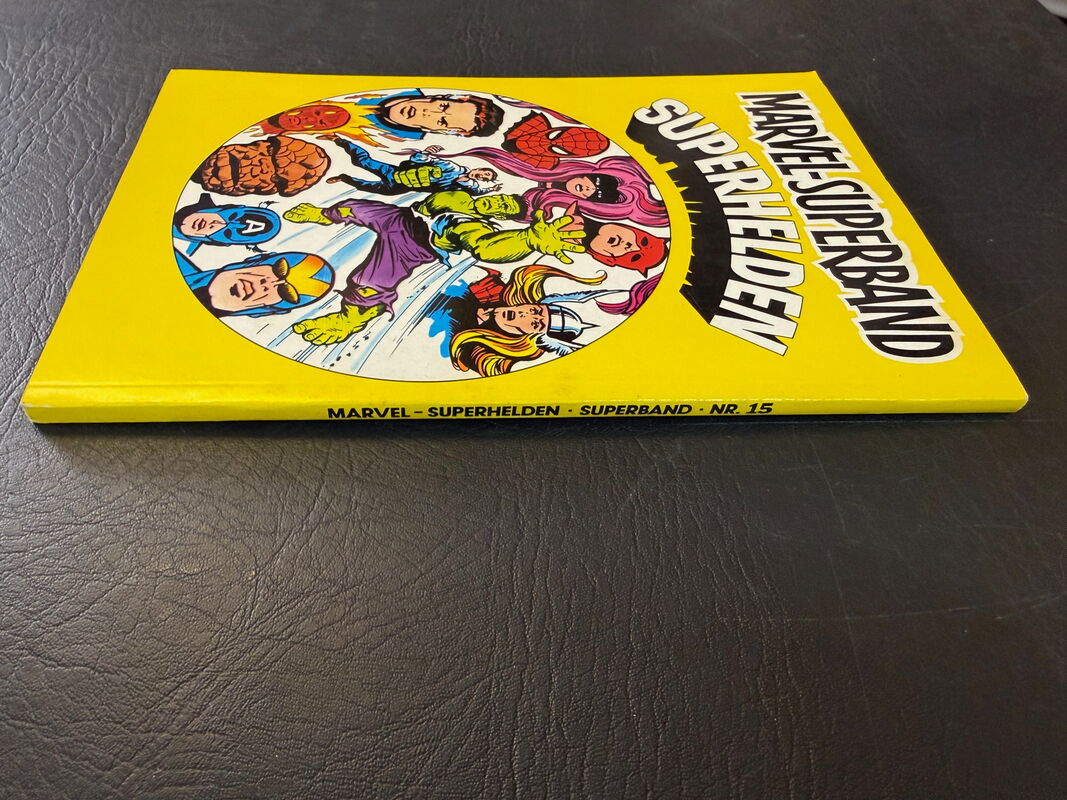 MARVEL-SUPERBAND
SUPERHELDEN
A
MARVEL - SUPERHELDEN · SUPERBAND · NR. 15